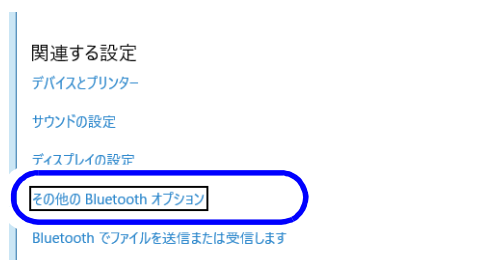 関連する設定
デバイスとプリンター
サウンドの設定
ディスプレイの設定
その他の Bluetooth オプション
Bluetooth でファイルを送信または受信します